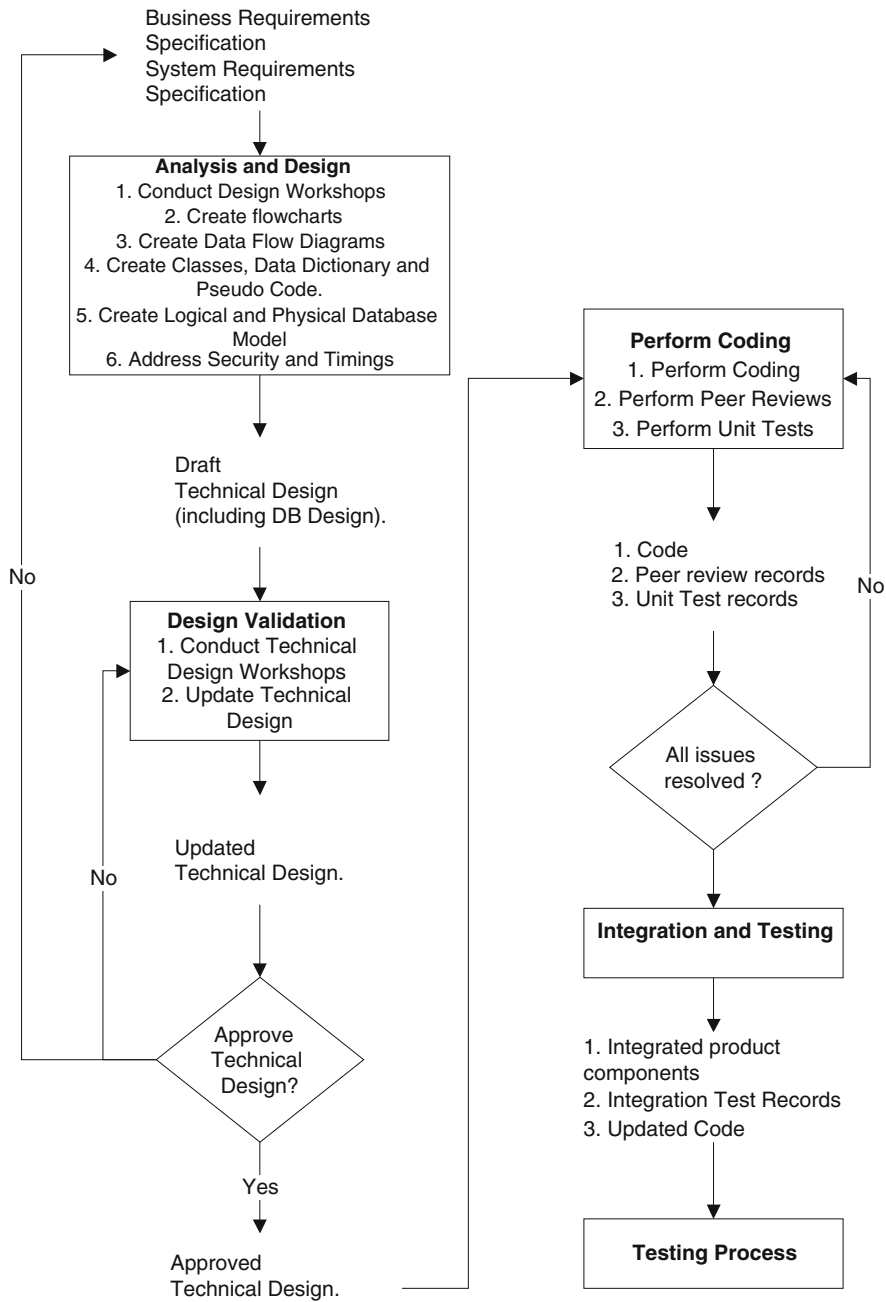 Business Requirements
Specification
System Requirements
Specification
Analysis and Design
1. Conduct Design Workshops
2. Create flowcharts
3. Create Data Flow Diagrams
4. Create Classes, Data Dictionary and
Pseudo Code.
5. Create Logical and Physical Database
Model
6. Address Security and Timings
Draft
Technical Design
(including DB Design).
No
Design Validation
1. Conduct Technical
Design Workshops
2. Update Technical
Design
Updated
Technical Design.
No
Approve
Technical
Design?
Yes
Approved
Technical Design.
Perform Coding
1. Perform Coding
2. Perform Peer Reviews
3. Perform Unit Tests
1. Code
2. Peer review records
3. Unit Test records
No
All issues
resolved ?
Integration and Testing
1. Integrated product
components
2. Integration Test Records
3. Updated Code
Testing Process